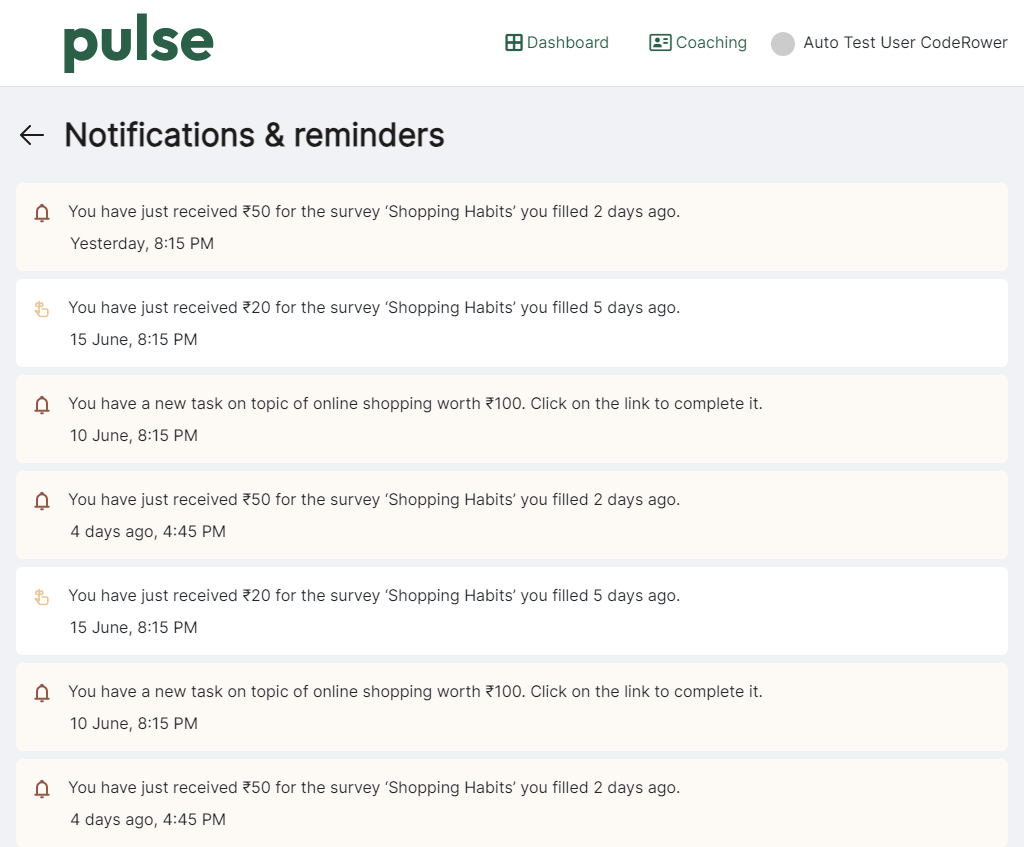 pulse
Dashboard
Coaching
Auto Test User CodeRower
Notifications & reminders
You have just received ₹50 for the survey ‘Shopping Habits’ you filled 2 days ago.
Yesterday, 8:15 PM
You have just received ₹20 for the survey ‘Shopping Habits’ you filled 5 days ago.
15 June, 8:15 PM
You have a new task on topic of online shopping worth ₹100. Click on the link to complete it.
10 June, 8:15 PM
You have just received ₹50 for the survey ‘Shopping Habits’ you filled 2 days ago.
4 days ago, 4:45 PM
You have just received ₹20 for the survey ‘Shopping Habits’ you filled 5 days ago.
15 June, 8:15 PM
You have a new task on topic of online shopping worth ₹100. Click on the link to complete it.
10 June, 8:15 PM
You have just received ₹50 for the survey ‘Shopping Habits’ you filled 2 days ago.
4 days ago, 4:45 PM